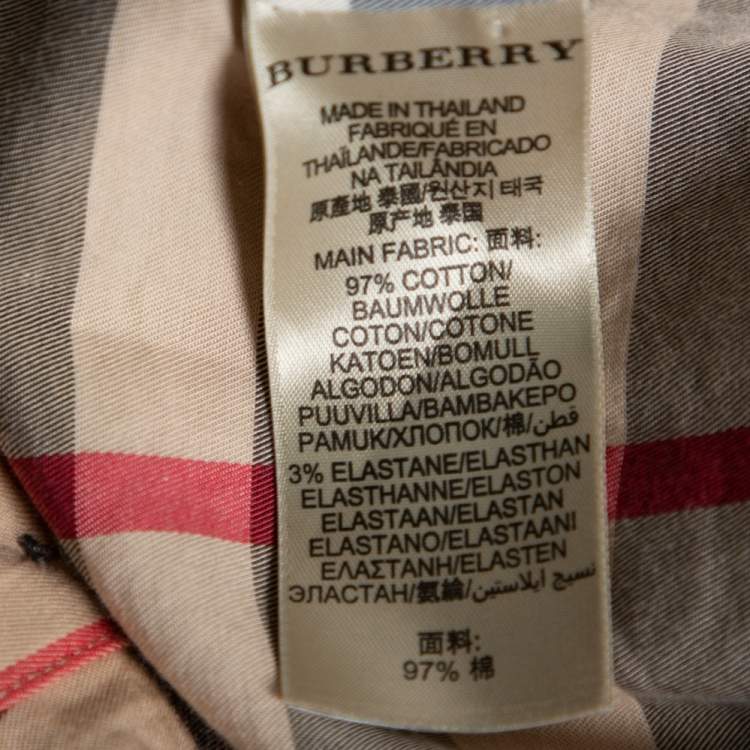 BURBERRY
MADE IN THAILAND
FABRIQUÉ EN
THAÏLANDE/FABRICADO
NA TAILÂNDIA
原產地 泰國/원산지 태국
原产地 泰国
MAIN FABRIC: 面料:
97% COTTON/
BAUMWOLLE
COTON/COTONE
KATOEN/BOMULL
ALGODON/ALGODÃO
PUUVILLA/BAMBAKEPO
PAMUK/ХЛОПОК/棉/قطن
3% ELASTANE/ELASTHAN
ELASTHANNE/ELASTON
ELASTAAN/ELASTAN
ELASTANO/ELASTAANI
ΕΛΑΣΤΑΝΗ/ELASTEN
ЭЛАСТАН/氨綸/نسيج ايلاستين
面料:
97% 棉